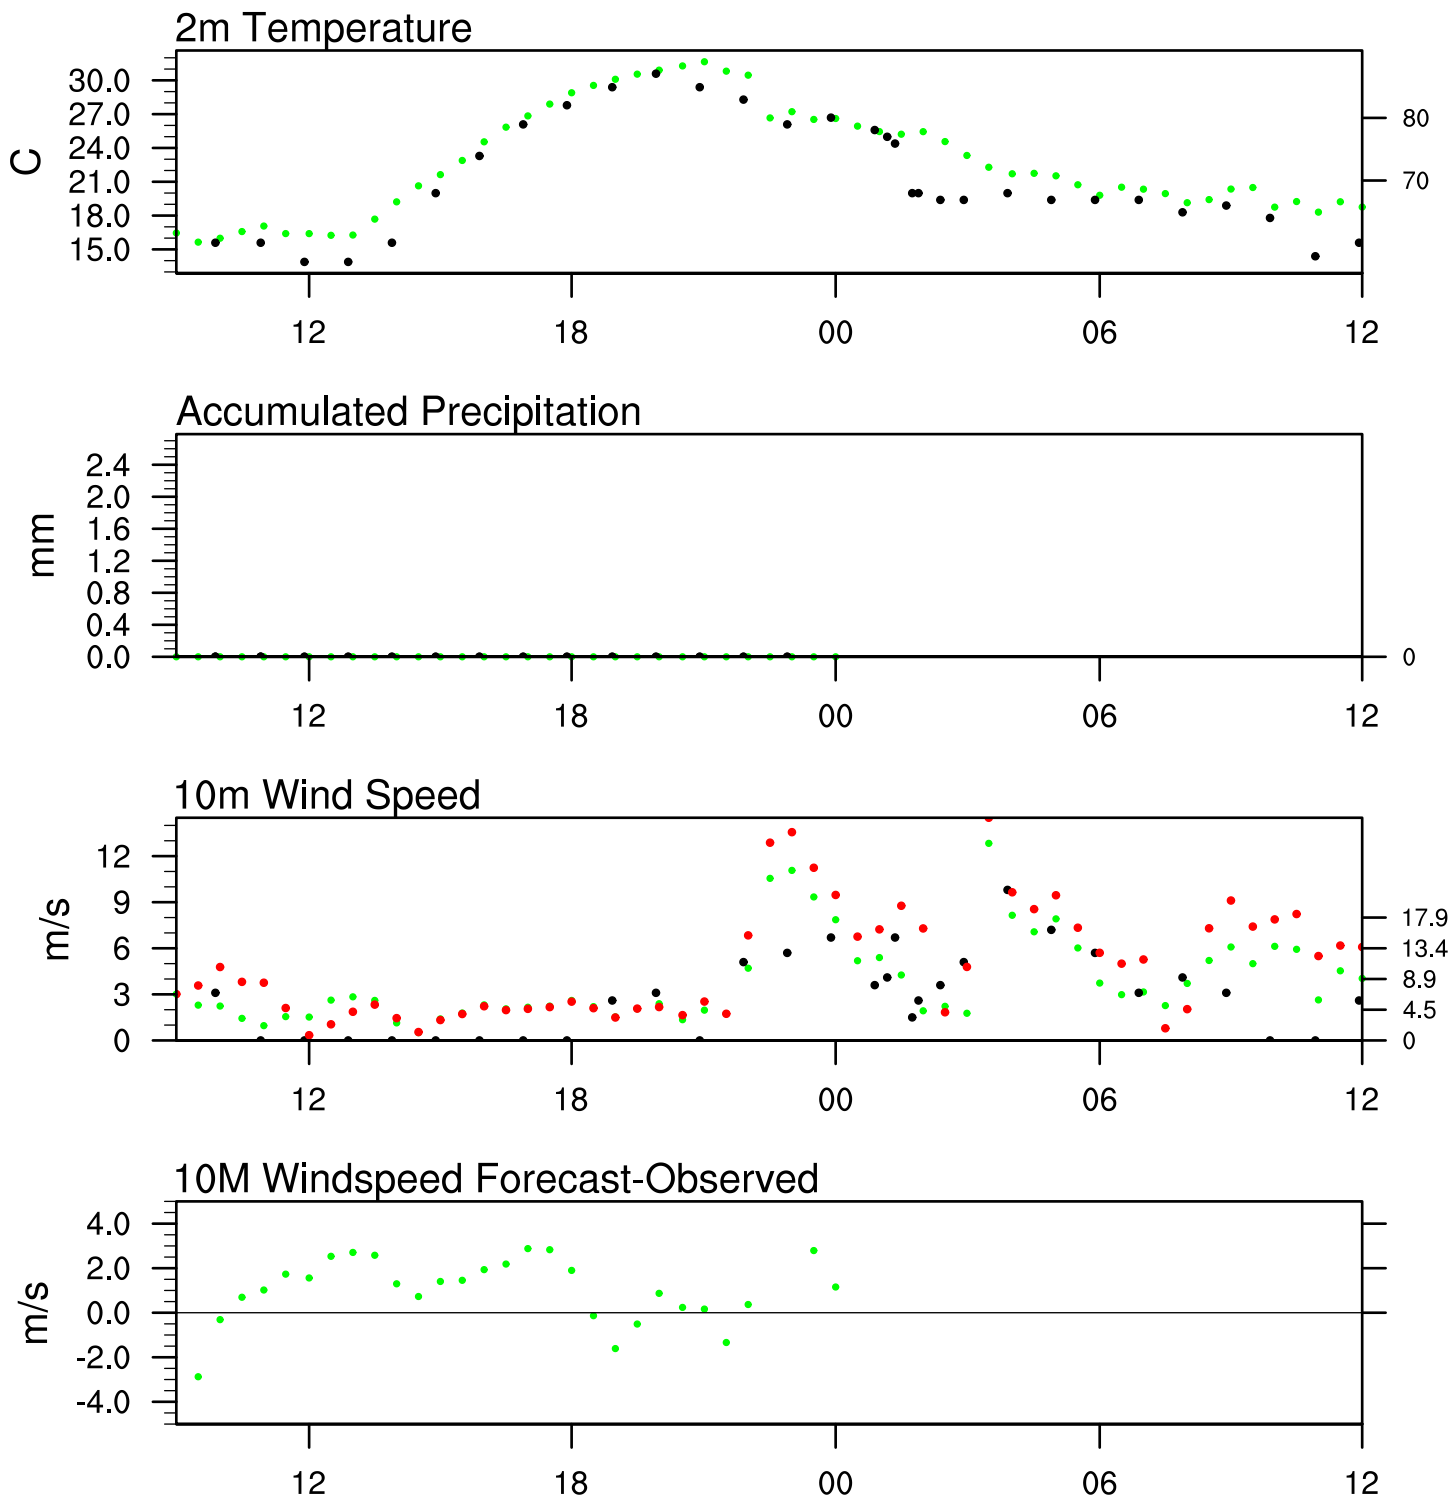 2m Temperature
C
30.0
27.0
24.0
21.0
18.0
15.0
80
70
12 18 00 06 12
Accumulated Precipitation
mm
2.4
2.0
1.6
1.2
0.8
0.4
0.0
0
12 18 00 06 12
10m Wind Speed
m/s
12
9
6
3
0
17.9
13.4
8.9
4.5
0
12 18 00 06 12
10M Windspeed Forecast-Observed
m/s
4.0
2.0
0.0
-2.0
-4.0
12 18 00 06 12